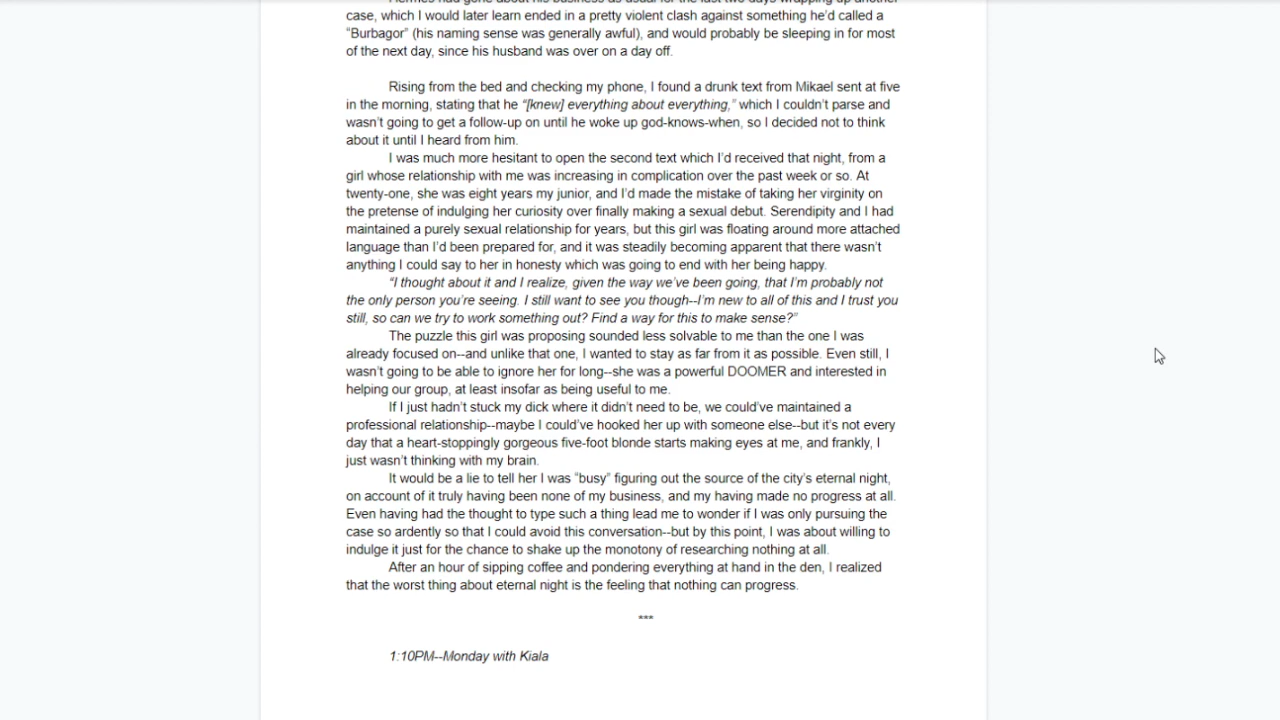 Hermes had gone about his business as usual for the last two days wrapping up another
case, which I would later learn ended in a pretty violent clash against something he'd called a
“Burbagor” (his naming sense was generally awful), and would probably be sleeping in for most
of the next day, since his husband was over on a day off.
Rising from the bed and checking my phone, I found a drunk text from Mikael sent at five
in the morning, stating that he “[knew] everything about everything,” which I couldn't parse and
wasn't going to get a follow-up on until he woke up god-knows-when, so I decided not to think
about it until I heard from him.
I was much more hesitant to open the second text which I'd received that night, from a
girl whose relationship with me was increasing in complication over the past week or so. At
twenty-one, she was eight years my junior, and I'd made the mistake of taking her virginity on
the pretense of indulging her curiosity over finally making a sexual debut. Serendipity and I had
maintained a purely sexual relationship for years, but this girl was floating around more attached
language than I'd been prepared for, and it was steadily becoming apparent that there wasn't
anything I could say to her in honesty which was going to end with her being happy.
“I thought about it and I realize, given the way we've been going, that I'm probably not
the only person you're seeing. I still want to see you though--I'm new to all of this and I trust you
still, so can we try to work something out? Find a way for this to make sense?”
The puzzle this girl was proposing sounded less solvable to me than the one I was
already focused on--and unlike that one, I wanted to stay as far from it as possible. Even still, I
wasn't going to be able to ignore her for long--she was a powerful DOOMER and interested in
helping our group, at least insofar as being useful to me.
If I just hadn't stuck my dick where it didn't need to be, we could've maintained a
professional relationship--maybe I could've hooked her up with someone else--but it's not every
day that a heart-stoppingly gorgeous five-foot blonde starts making eyes at me, and frankly, I
just wasn't thinking with my brain.
It would be a lie to tell her I was “busy” figuring out the source of the city's eternal night,
on account of it truly having been none of my business, and my having made no progress at all.
Even having had the thought to type such a thing lead me to wonder if I was only pursuing the
case so ardently so that I could avoid this conversation--but by this point, I was about willing to
indulge it just for the chance to shake up the monotony of researching nothing at all.
After an hour of sipping coffee and pondering everything at hand in the den, I realized
that the worst thing about eternal night is the feeling that nothing can progress.
***
1:10PM--Monday with Kiala